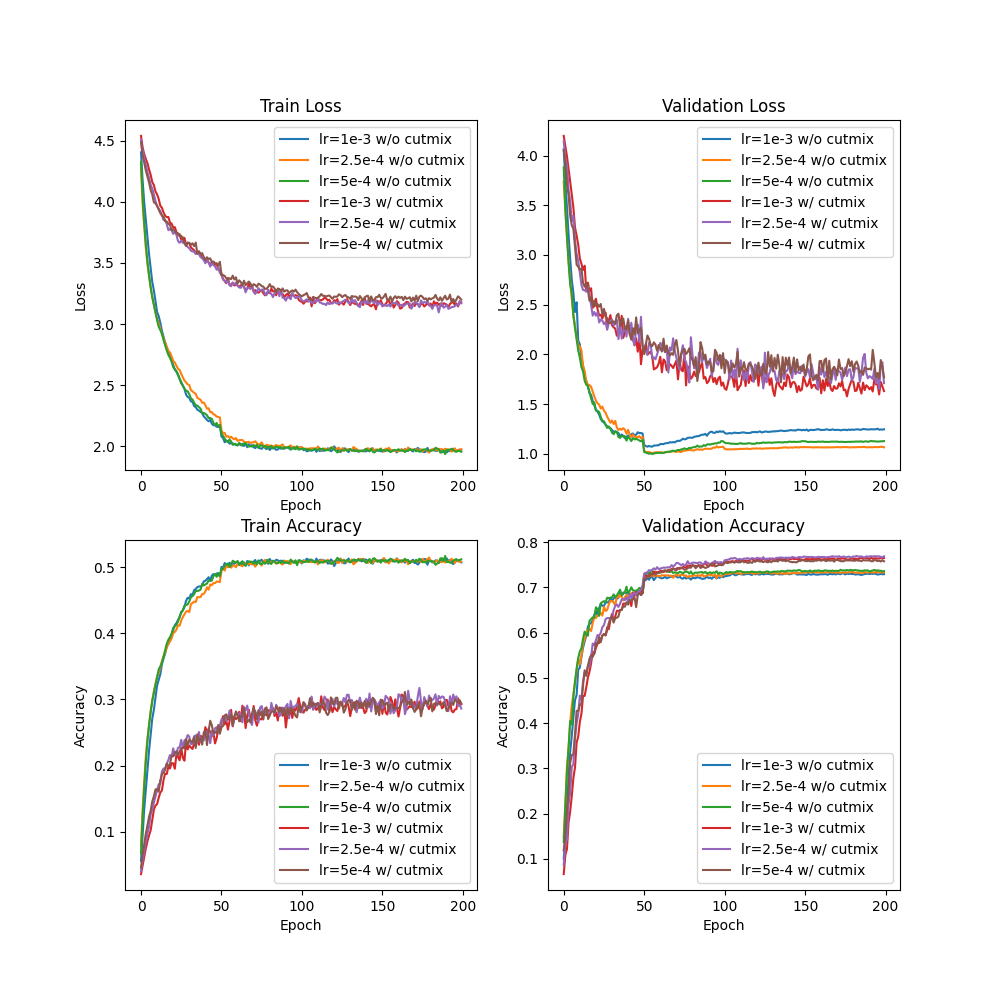 Train Loss
4.5
4.0
3.5
3.0
2.5
2.0
Loss
lr=1e-3 w/o cutmix
lr=2.5e-4 w/o cutmix
lr=5e-4 w/o cutmix
lr=1e-3 w/ cutmix
lr=2.5e-4 w/ cutmix
lr=5e-4 w/ cutmix
0 50 100 150 200
Epoch
Validation Loss
4.0
3.5
3.0
2.5
2.0
1.5
1.0
Loss
lr=1e-3 w/o cutmix
lr=2.5e-4 w/o cutmix
lr=5e-4 w/o cutmix
lr=1e-3 w/ cutmix
lr=2.5e-4 w/ cutmix
lr=5e-4 w/ cutmix
0 50 100 150 200
Epoch
Train Accuracy
0.5
0.4
0.3
0.2
0.1
Accuracy
lr=1e-3 w/o cutmix
lr=2.5e-4 w/o cutmix
lr=5e-4 w/o cutmix
lr=1e-3 w/ cutmix
lr=2.5e-4 w/ cutmix
lr=5e-4 w/ cutmix
0 50 100 150 200
Epoch
Validation Accuracy
0.8
0.7
0.6
0.5
0.4
0.3
0.2
0.1
Accuracy
lr=1e-3 w/o cutmix
lr=2.5e-4 w/o cutmix
lr=5e-4 w/o cutmix
lr=1e-3 w/ cutmix
lr=2.5e-4 w/ cutmix
lr=5e-4 w/ cutmix
0 50 100 150 200
Epoch